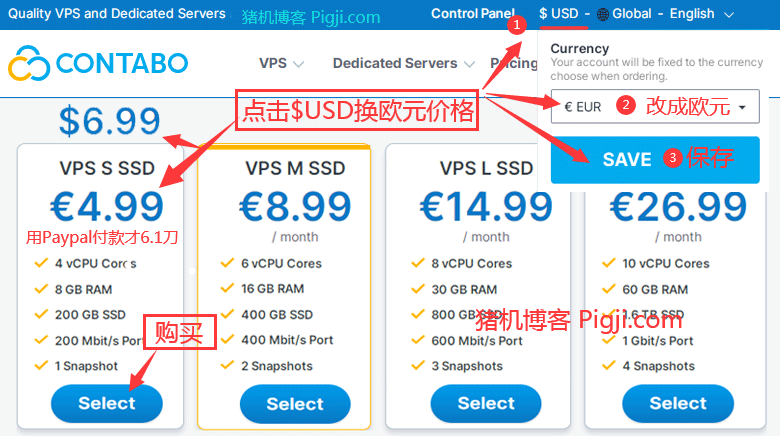 Quality VPS and Dedicated Servers 猪机博客 Pigji.com Control Panel 1 $ USD - Global - English
CONTABO VPS Dedicated Servers Pricing
Currency
Your account will be fixed to the currency
choose when ordering.
€ EUR 2 改成欧元
SAVE 3 保存
$6.99 点击$USD换欧元价格
VPS S SSD
€4.99
用Paypal付款才6.1刀
4 vCPU Cores
8 GB RAM
200 GB SSD
200 Mbit/s Port
1 Snapshot
购买
Select
VPS M SSD
€8.99
/ month
6 vCPU Cores
16 GB RAM
400 GB SSD
400 Mbit/s Port
2 Snapshots
Select
VPS L SSD
€14.99
/ month
8 vCPU Cores
30 GB RAM
800 GB SSD
600 Mbit/s Port
3 Snapshots
Select
€26.99
/ month
10 vCPU Cores
60 GB RAM
1.6 TB SSD
1 Gbit/s Port
4 Snapshots
Select
猪机博客 Pigji.com